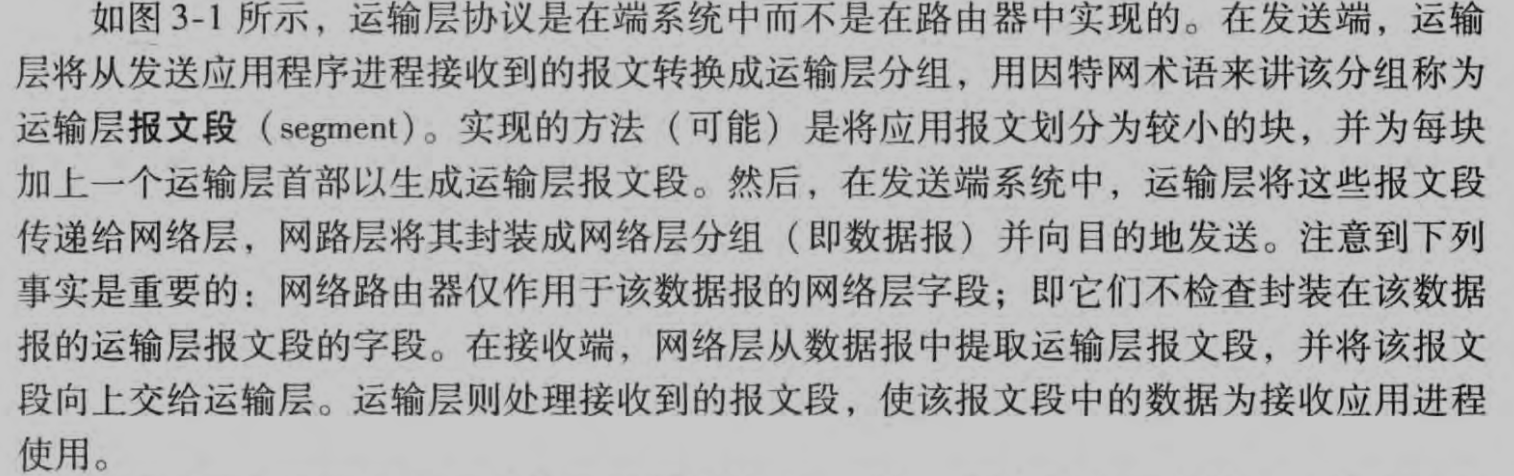 如图3-1所示，运输层协议是在端系统中而不是在路由器中实现的。在发送端，运输
层将从发送应用程序进程接收到的报文转换成运输层分组，用因特网术语来讲该分组称为
运输层报文段（segment）。实现的方法（可能）是将应用报文划分为较小的块，并为每块
加上一个运输层首部以生成运输层报文段。然后，在发送端系统中，运输层将这些报文段
传递给网络层，网路层将其封装成网络层分组（即数据报）并向目的地发送。注意到下列
事实是重要的：网络路由器仅作用于该数据报的网络层字段；即它们不检查封装在该数据
报的运输层报文段的字段。在接收端，网络层从数据报中提取运输层报文段，并将该报文
段向上交给运输层。运输层则处理接收到的报文段，使该报文段中的数据为接收应用进程
使用。